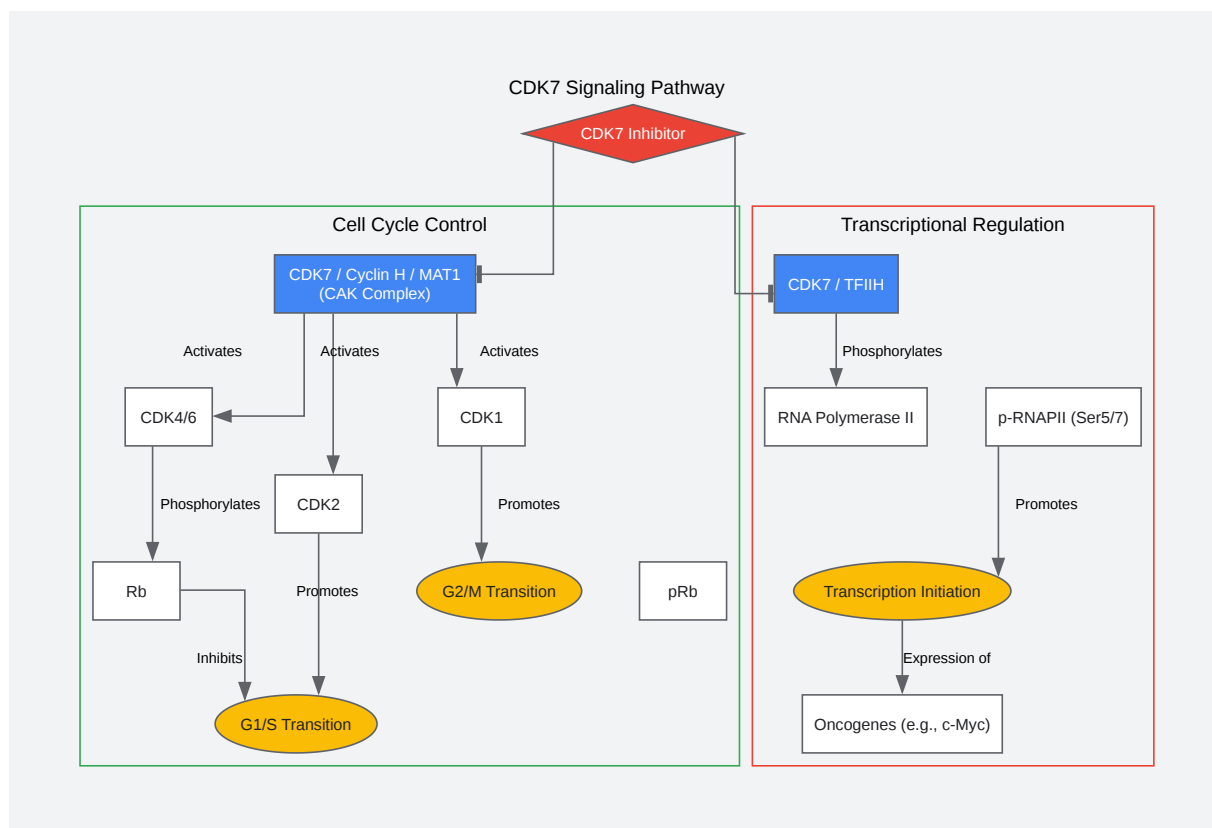 CDK7 Signaling Pathway
CDK7 Inhibitor
Cell Cycle Control
Transcriptional Regulation
CDK7 / Cyclin H / MAT1
(CAK Complex)
CDK7 / TFIIH
Activates
Activates
Activates
Phosphorylates
CDK4/6
CDK1
RNA Polymerase II
p-RNAPII (Ser5/7)
Phosphorylates
CDK2
Promotes
Promotes
Rb
Promotes
G2/M Transition
pRb
Transcription Initiation
Inhibits
Expression of
G1/S Transition
Oncogenes (e.g., c-Myc)